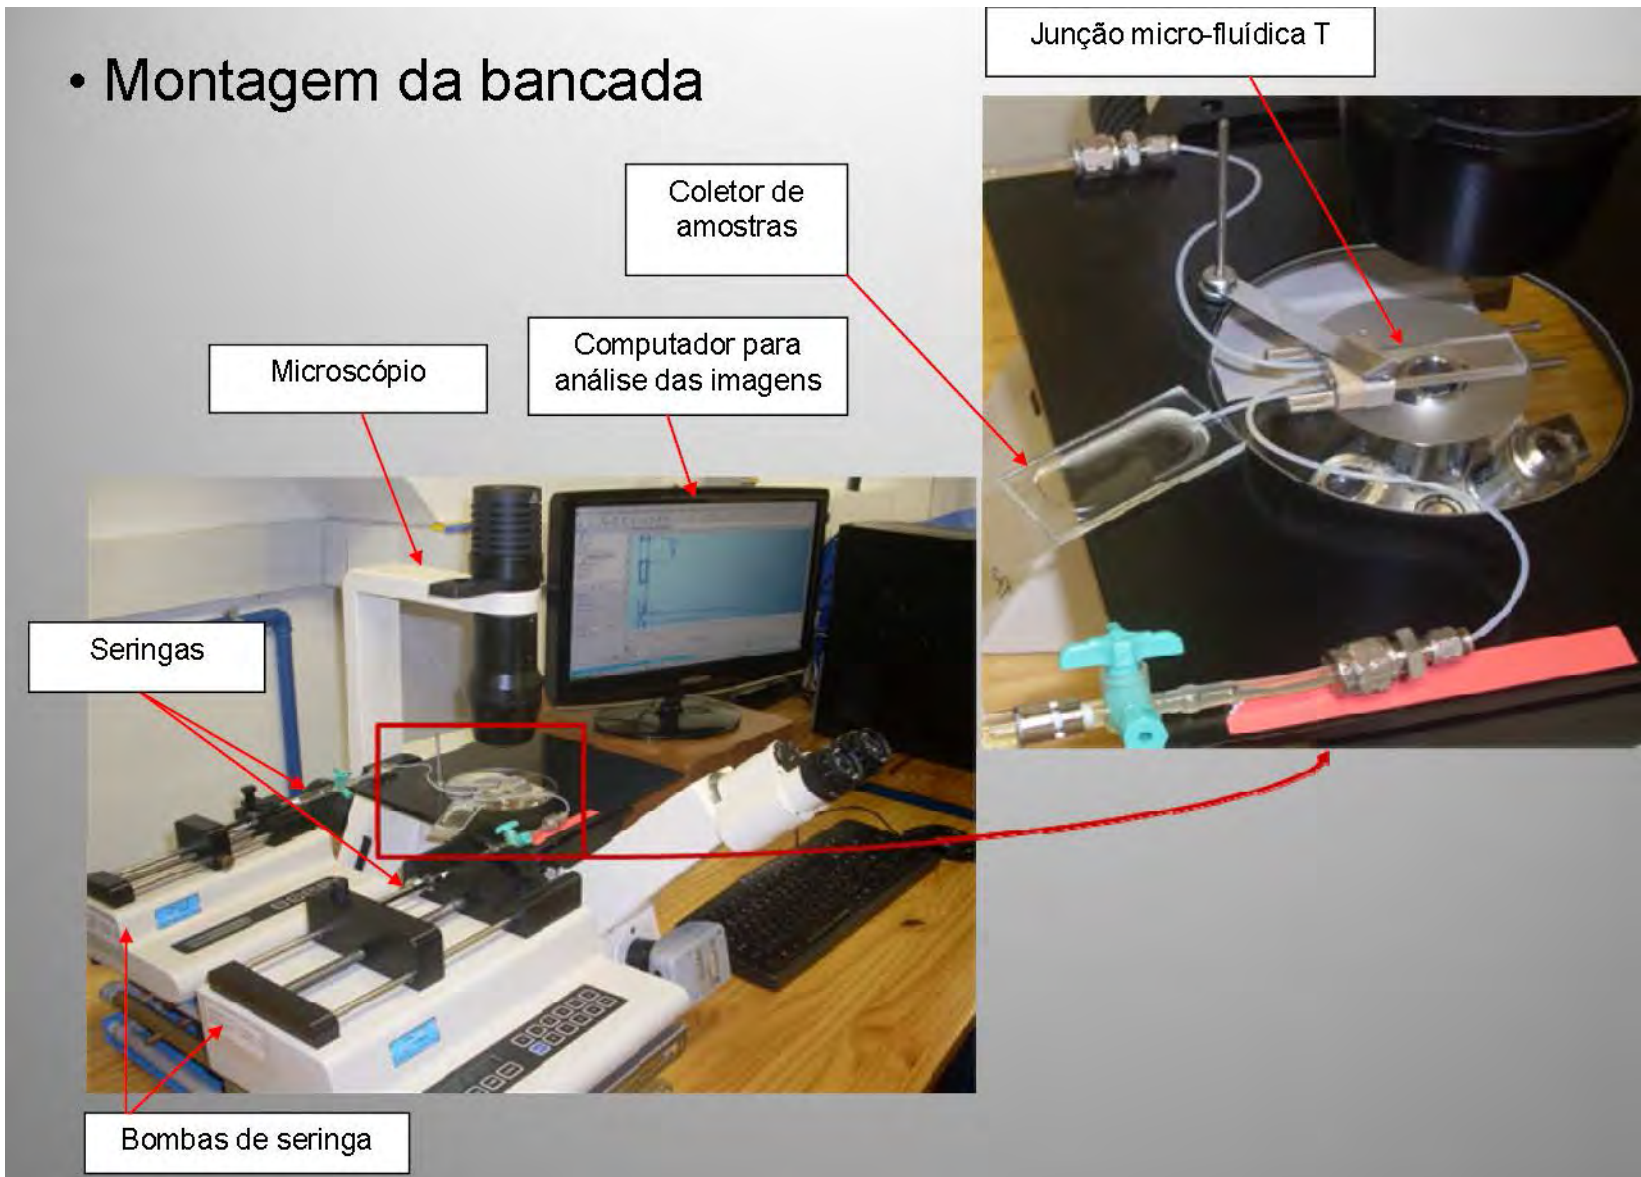 • Montagem da bancada
Junção micro-fluídica T
Coletor de
amostras
Computador para
análise das imagens
Microscópio
Seringas
Bombas de seringa